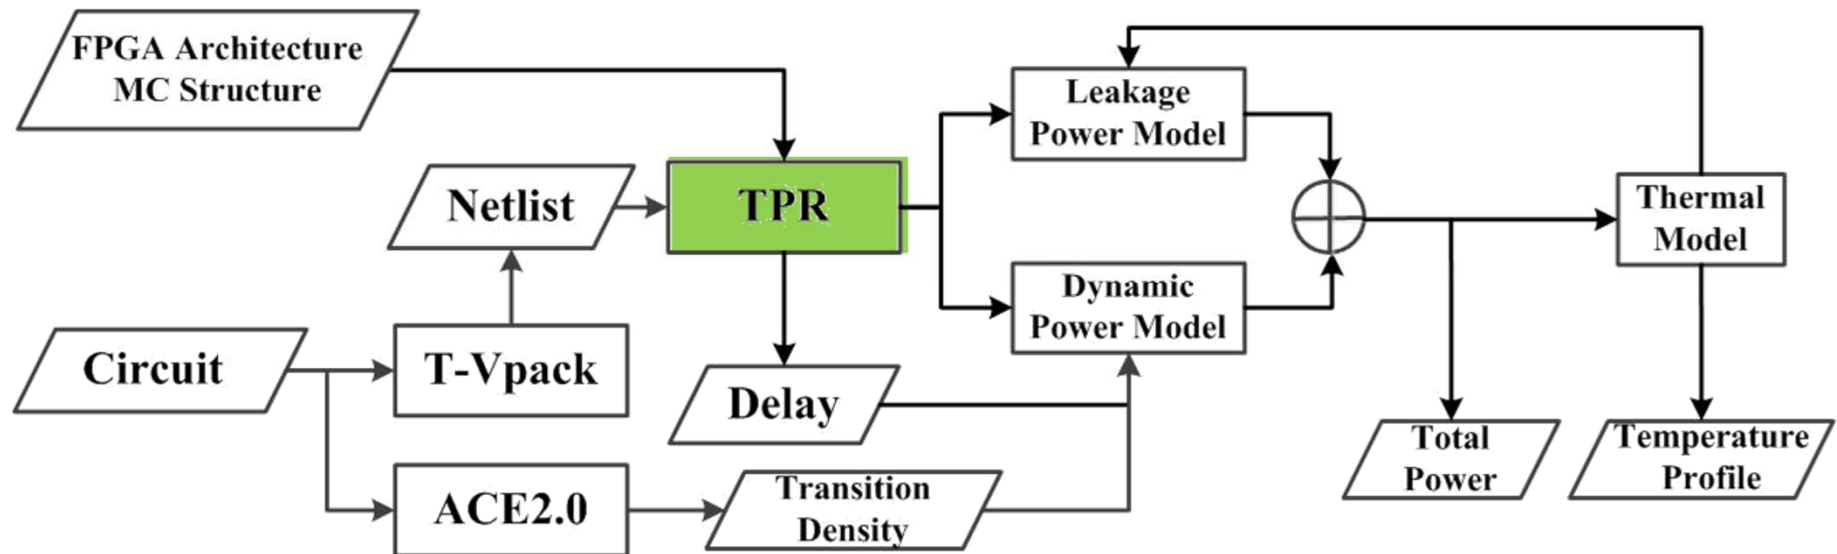 FPGA Architecture
MC Structure
Leakage
Power Model
Netlist
TPR
Thermal
Model
Dynamic
Power Model
Circuit
T-Vpack
Delay
Total
Power
Temperature
Profile
ACE2.0
Transition
Density